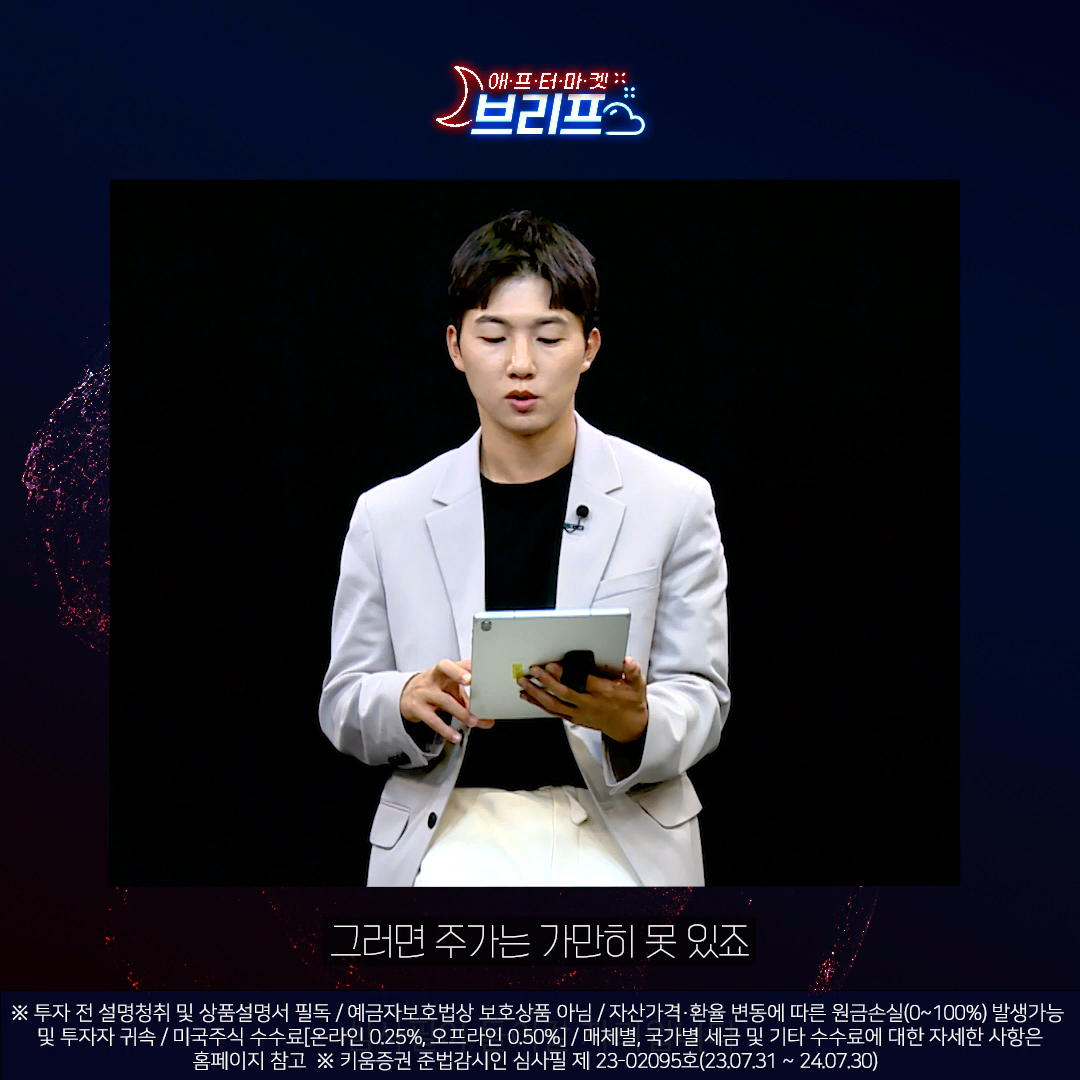 애·프·터·마·켓
브리프
그러면 주가는 가만히 못 있죠
※ 투자 전 설명청취 및 상품설명서 필독 / 예금자보호법상 보호상품 아님 / 자산가격·환율 변동에 따른 원금손실(0~100%) 발생가능
및 투자자 귀속 / 미국주식 수수료[온라인 0.25%, 오프라인 0.50%] / 매체별, 국가별 세금 및 기타 수수료에 대한 자세한 사항은
홈페이지 참고 ※ 키움증권 준법감시인 심사필 제 23-02095호(23.07.31 ~ 24.07.30)